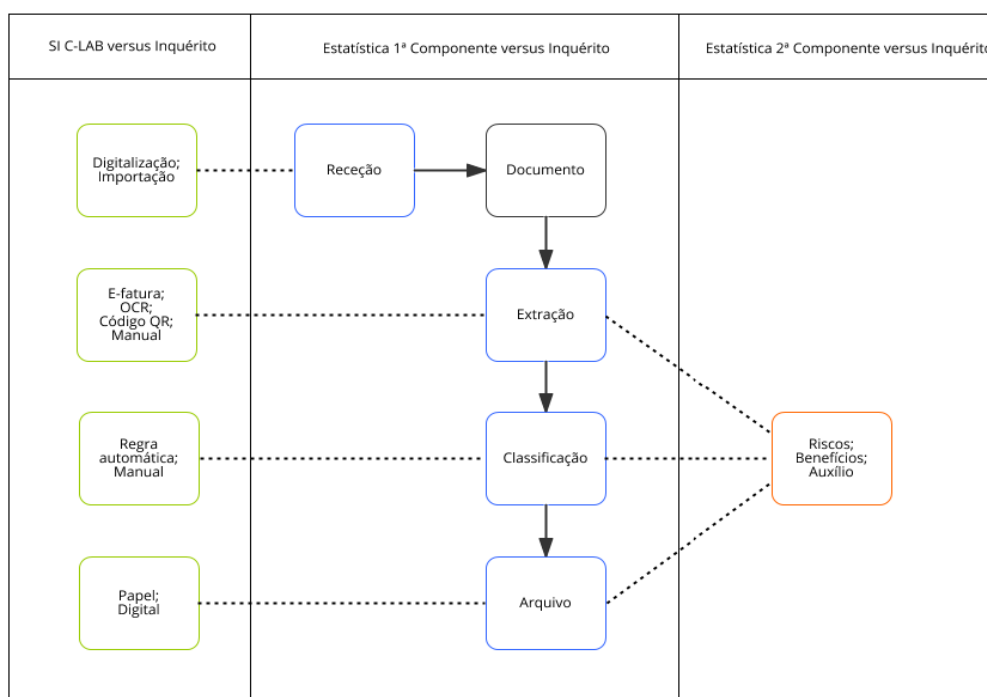 SI C-LAB versus Inquérito
Estatística 1ª Componente versus Inquérito
Estatística 2ª Componente versus Inquérito
Digitalização;
Importação
Receção
Documento
E-fatura;
OCR;
Código QR;
Manual
Extração
Regra
automática;
Manual
Classificação
Riscos;
Benefícios;
Auxílio
Papel;
Digital
Arquivo